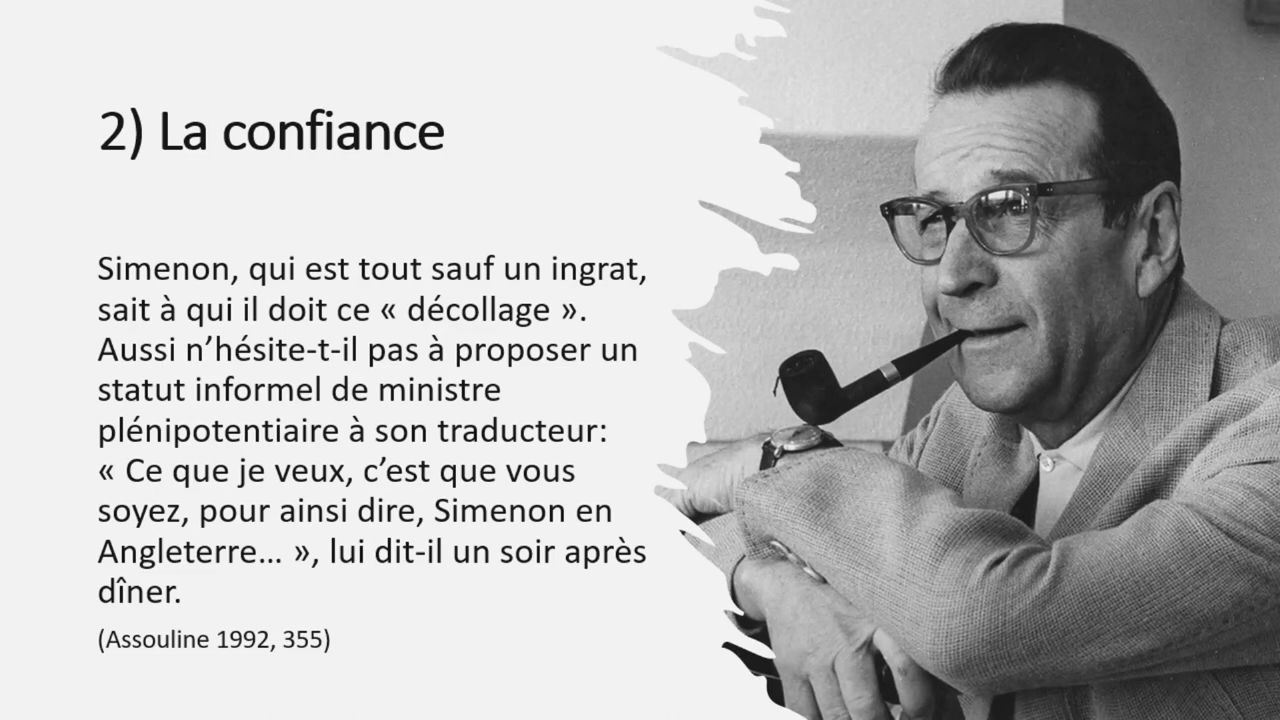 2) La confiance
Simenon, qui est tout sauf un ingrat,
sait à qui il doit ce « décollage ».
Aussi n’hésite-t-il pas à proposer un
statut informel de ministre
plénipotentiaire à son traducteur:
« Ce que je veux, c’est que vous
soyez, pour ainsi dire, Simenon en
Angleterre… », lui dit-il un soir après
dîner.
(Assouline 1992, 355)